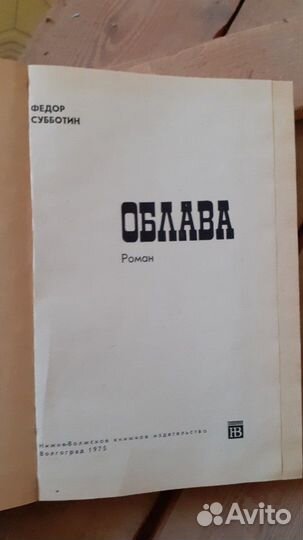 ФЕДОР
СУББОТИН
ОБЛАВА
Роман
Нижне-Волжское книжное издательство
Волгоград 1975
НВ
Avito